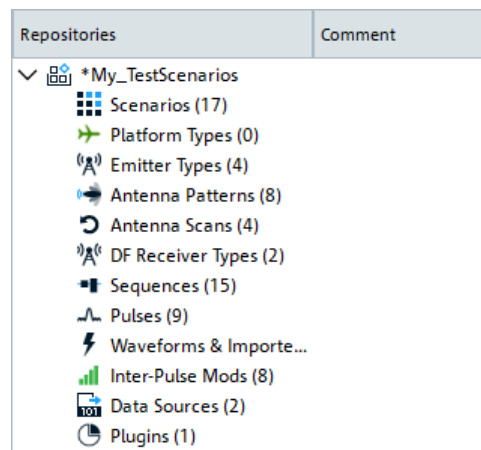 Repositories Comment
*My_TestScenarios
Scenarios (17)
Platform Types (0)
Emitter Types (4)
Antenna Patterns (8)
Antenna Scans (4)
DF Receiver Types (2)
Sequences (15)
Pulses (9)
Waveforms & Importe...
Inter-Pulse Mods (8)
101 Data Sources (2)
Plugins (1)